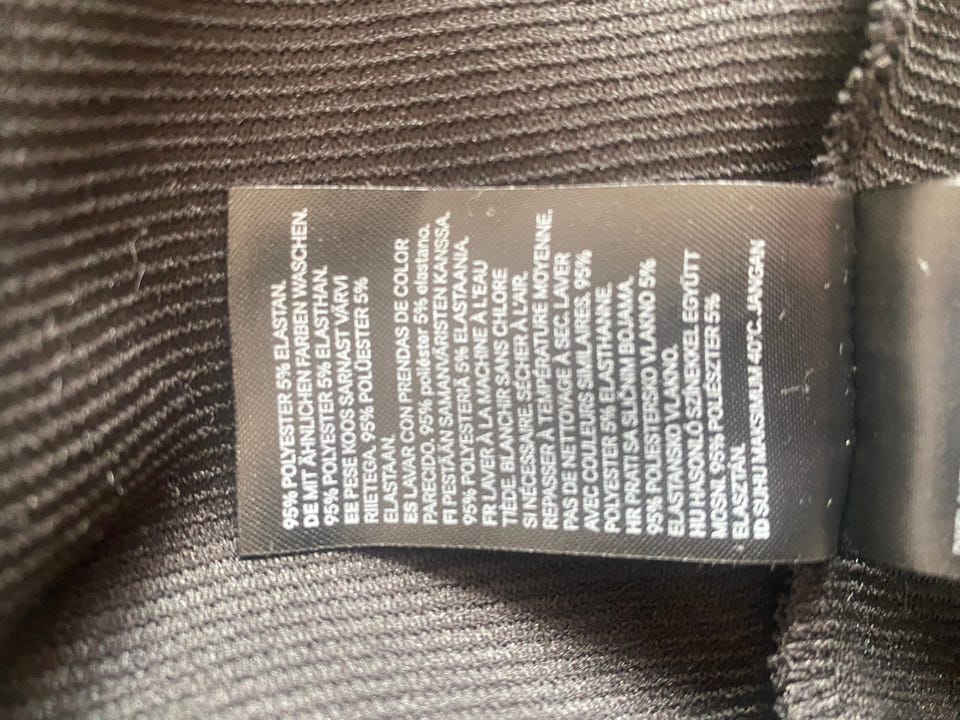 95% POLYESTER 5% ELASTAN.
DE MIT ÄHNLICHEN FARBEN WASCHEN.
95% POLYESTER 5% ELASTHAN.
EE PESE KOOS SARNAST VÄRVI
RIIETEGA. 95% POLÜESTER 5%
ELASTAAN.
ES LAVAR CON PRENDAS DE COLOR
PARECIDO. 95% poliéster 5% elastano.
FI PESTÄÄN SAMANVÄRISTEN KANSSA.
95% POLYESTERIÄ 5% ELASTAANIA.
FR LAVER À LA MACHINE À L'EAU
TIÈDE. BLANCHIR SANS CHLORE
SI NÉCESSAIRE. SÉCHER À L'AIR.
REPASSER À TEMPÉRATURE MOYENNE.
PAS DE NETTOYAGE À SEC. LAVER
AVEC COULEURS SIMILAIRES. 95%
POLYESTER 5% ELASTHANNE.
HR PRATI SA SLIČNIM BOJAMA.
95% POLIESTERSKO VLAKNO 5%
ELASTANSKO VLAKNO.
HU HASONLÓ SZÍNEKKEL EGYÜTT
MOSNI. 95% POLIESZTER 5%
ELASZTÁN.
ID SUHU MAKSIMUM 40°C. JANGAN